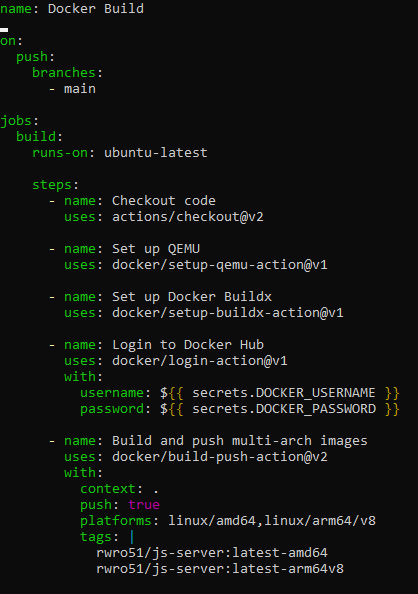 name: Docker Build
on:
  push:
    branches:
      - main
jobs:
  build:
    runs-on: ubuntu-latest
    steps:
      - name: Checkout code
        uses: actions/checkout@v2
      - name: Set up QEMU
        uses: docker/setup-qemu-action@v1
      - name: Set up Docker Buildx
        uses: docker/setup-buildx-action@v1
      - name: Login to Docker Hub
        uses: docker/login-action@v1
        with:
          username: ${{ secrets.DOCKER_USERNAME }}
          password: ${{ secrets.DOCKER_PASSWORD }}
      - name: Build and push multi-arch images
        uses: docker/build-push-action@v2
        with:
          context: .
          push: true
          platforms: linux/amd64,linux/arm64/v8
          tags: |
            rwro51/js-server:latest-amd64
            rwro51/js-server:latest-arm64v8